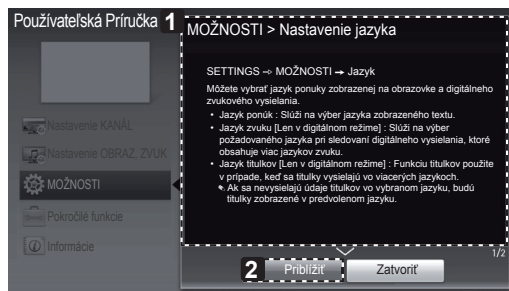 Používateľská Príručka
1
MOŽNOSTI > Nastavenie jazyka
SETTINGS ⇨ MOŽNOSTI ➙ Jazyk
Môžete vybrať jazyk ponuky zobrazenej na obrazovke a digitálneho
zvukového vysielania.
• Jazyk ponúk : Slúži na výber jazyka zobrazeného textu.
• Jazyk zvuku [Len v digitálnom režime] : Slúži na výber
požadovaného jazyka pri sledovaní digitálneho vysielania, ktoré
obsahuje viac jazykov zvuku.
• Jazyk titulkov [Len v digitálnom režime] : Funkciu titulkov použite
v prípade, keď sa titulky vysielajú vo viacerých jazykoch.
Ak sa nevysielajú údaje titulkov vo vybranom jazyku, budú
titulky zobrazené v predvolenom jazyku.
Nastavenie KANÁL
Nastavenie OBRAZ, ZVUK
MOŽNOSTI
Pokročilé funkcie
Informácie
1/2
2
Priblížiť
Zatvoriť